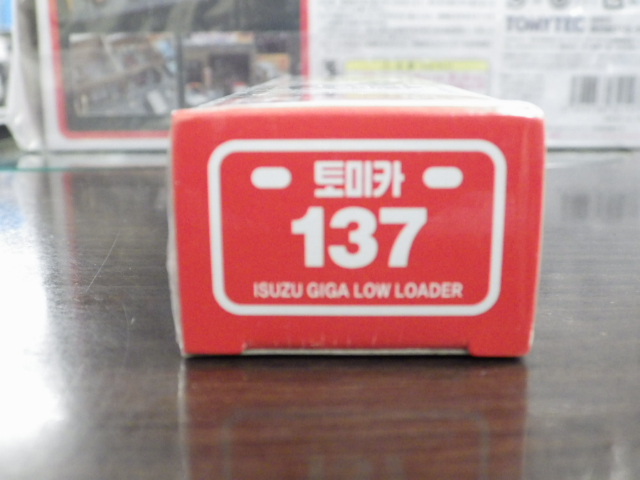 TOMYTEC
토미카
137
ISUZU GIGA LOW LOADER